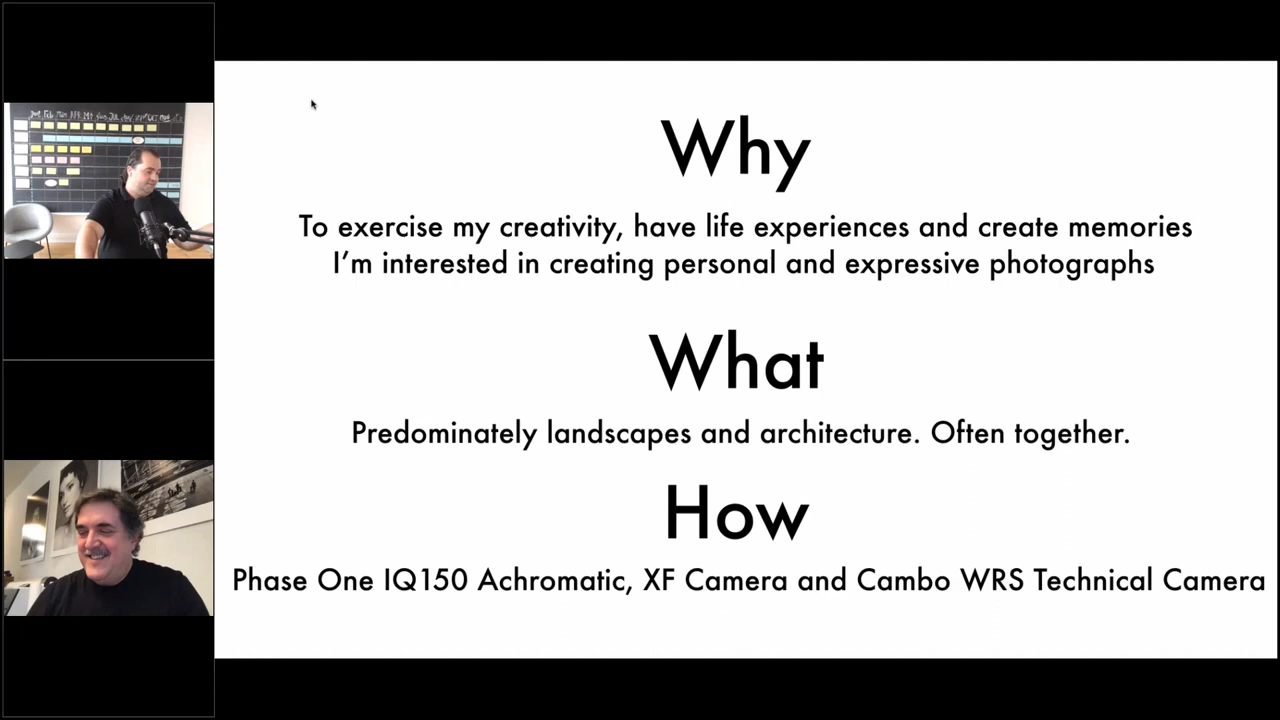 Why
To exercise my creativity, have life experiences and create memories
I’m interested in creating personal and expressive photographs
What
Predominately landscapes and architecture. Often together.
How
Phase One IQ150 Achromatic, XF Camera and Cambo WRS Technical Camera